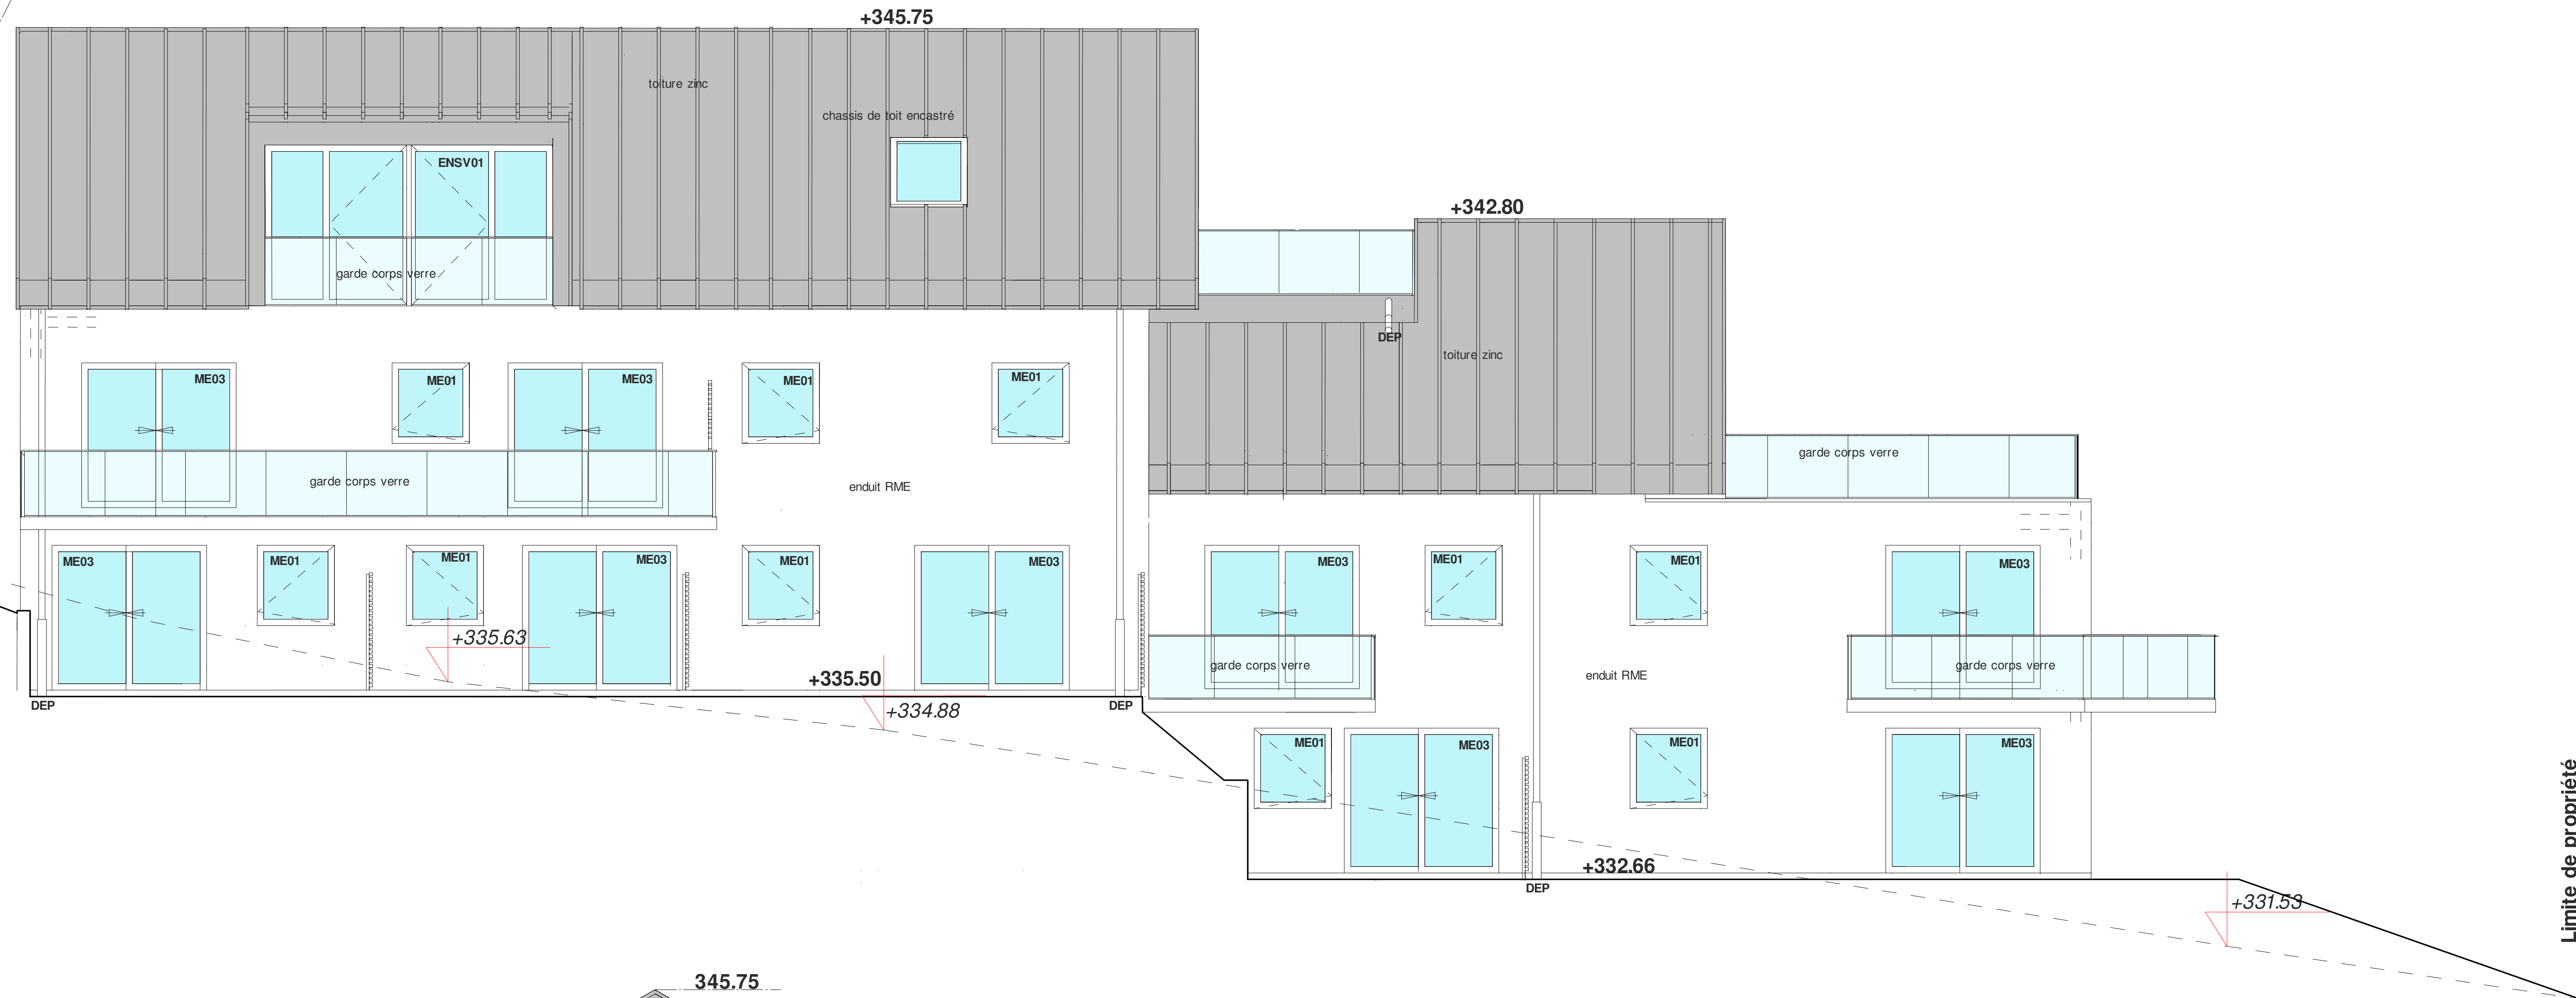 +345.75
toiture zinc
chassis de toit encastré
ENSV01
+342.80
garde corps verre
DEP
toiture zinc
ME03
ME01
ME03
ME01
ME01
garde corps verre
garde corps verre
enduit RME
ME03
ME01
ME01
ME03
ME01
ME03
ME03
ME01
ME01
ME03
+335.63
garde corps verre
garde corps verre
enduit RME
+335.50
DEP
DEP
+334.88
ME01
ME03
ME01
ME03
+332.66
DEP
+331.53
Limite de propriété
345.75